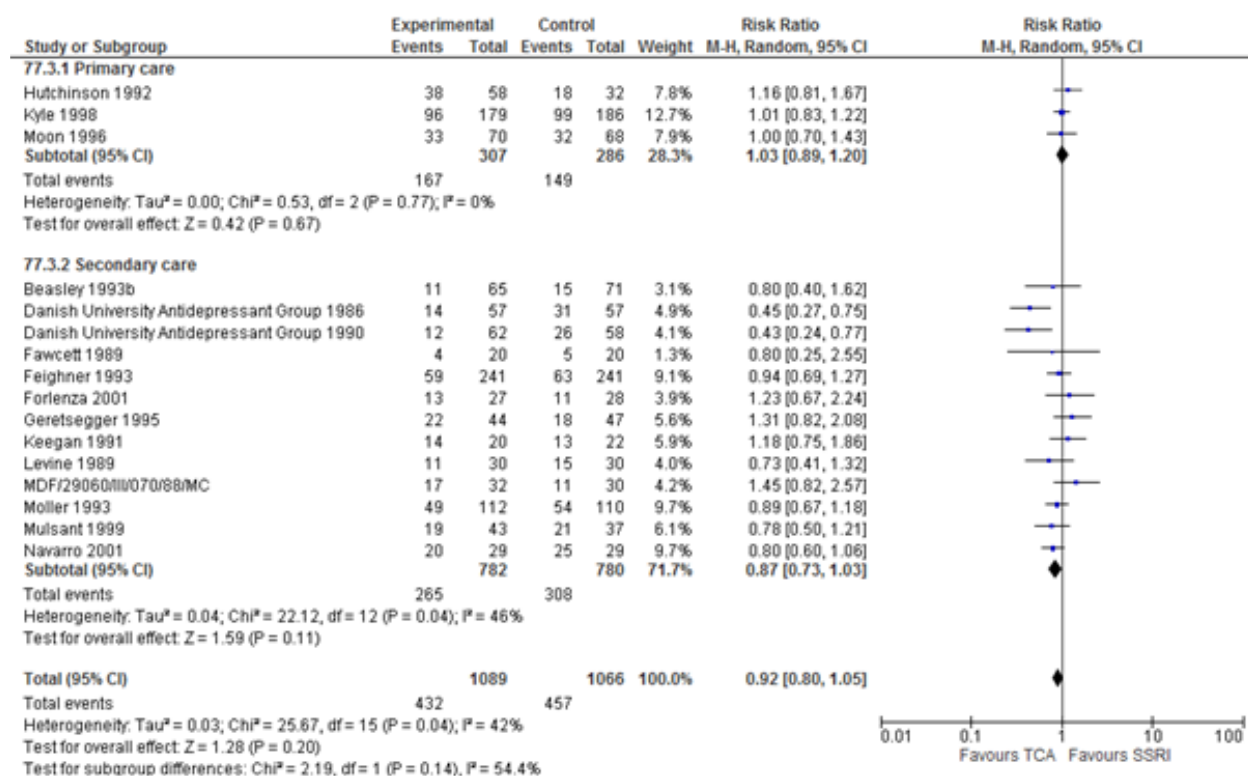 Experimental Control Risk Ratio Risk Ratio
Study or Subgroup Events Total Events Total Weight M-H, Random, 95% CI M-H, Random, 95% CI
77.3.1 Primary care
Hutchinson 1992 38 58 18 32 7.8% 1.16 [0.81, 1.67]
Kyle 1998 96 179 99 186 12.7% 1.01 [0.83, 1.22]
Moon 1996 33 70 32 68 7.9% 1.00 [0.70, 1.43]
Subtotal (95% CI) 307 286 28.3% 1.03 [0.89, 1.20]
Total events 167 149
Heterogeneity: Tau² = 0.00; Chi² = 0.53, df = 2 (P = 0.77); I² = 0%
Test for overall effect: Z = 0.42 (P = 0.67)
77.3.2 Secondary care
Beasley 1993b 11 65 15 71 3.1% 0.80 [0.40, 1.62]
Danish University Antidepressant Group 1986 14 57 31 57 4.9% 0.45 [0.27, 0.75]
Danish University Antidepressant Group 1990 12 62 26 58 4.1% 0.43 [0.24, 0.77]
Fawcett 1989 4 20 5 20 1.3% 0.80 [0.25, 2.55]
Feighner 1993 59 241 63 241 9.1% 0.94 [0.69, 1.27]
Forlenza 2001 13 27 11 28 3.9% 1.23 [0.67, 2.24]
Geretsegger 1995 22 44 18 47 5.6% 1.31 [0.82, 2.08]
Keegan 1991 14 20 13 22 5.9% 1.18 [0.75, 1.86]
Levine 1989 11 30 15 30 4.0% 0.73 [0.41, 1.32]
MDF/29060/III/070/88/MC 17 32 11 30 4.2% 1.45 [0.82, 2.57]
Moller 1993 49 112 54 110 9.7% 0.89 [0.67, 1.18]
Mulsant 1999 19 43 21 37 6.1% 0.78 [0.50, 1.21]
Navarro 2001 20 29 25 29 9.7% 0.80 [0.60, 1.06]
Subtotal (95% CI) 782 780 71.7% 0.87 [0.73, 1.03]
Total events 265 308
Heterogeneity: Tau² = 0.04; Chi² = 22.12, df = 12 (P = 0.04); I² = 46%
Test for overall effect: Z = 1.59 (P = 0.11)
Total (95% CI) 1089 1066 100.0% 0.92 [0.80, 1.05]
Total events 432 457
Heterogeneity: Tau² = 0.03; Chi² = 25.67, df = 15 (P = 0.04); I² = 42%
Test for overall effect: Z = 1.28 (P = 0.20)
Test for subgroup differences: Chi² = 2.19, df = 1 (P = 0.14), I² = 54.4%
0.01 0.1 1 10 100
Favours TCA Favours SSRI